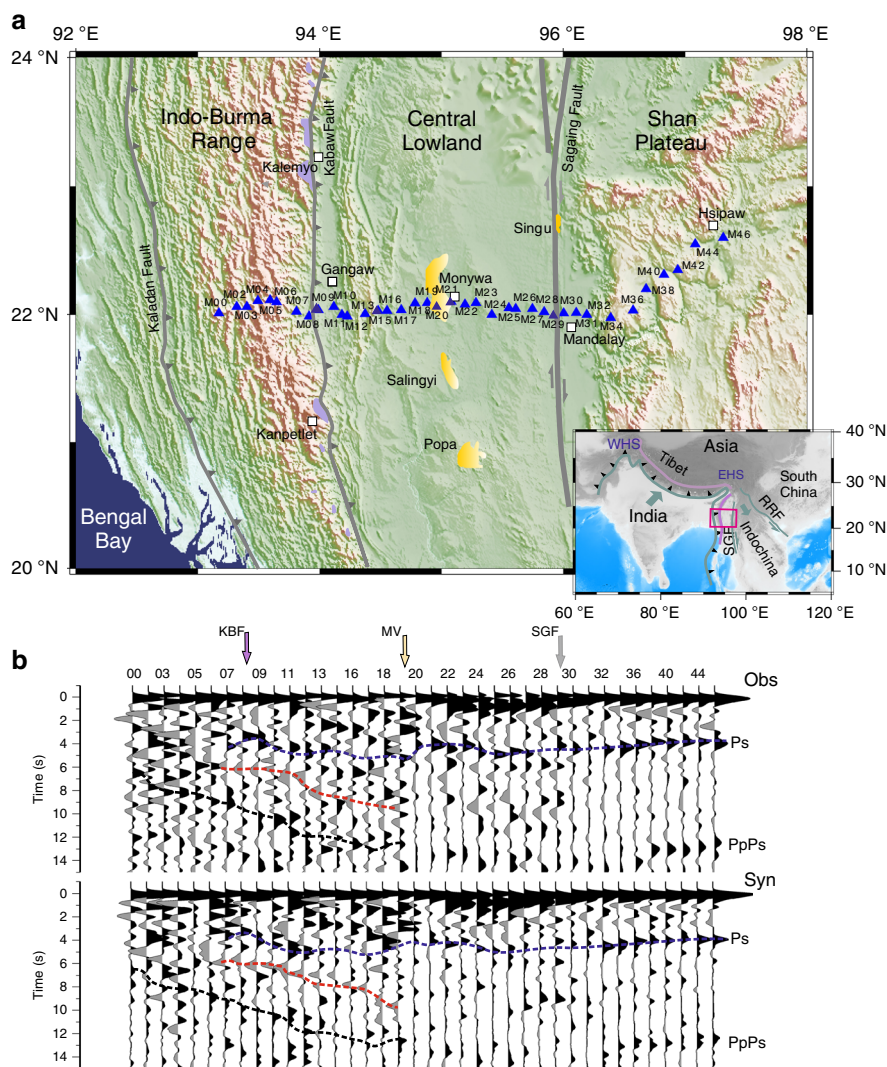 a
92 °E
94 °E
96 °E
98 °E
24 °N
22 °N
20 °N
Indo-Burma
Range
Central
Lowland
Shan
Plateau
Kaladan Fault
Kabaw Fault
Sagaing Fault
Kalemyo
Singu
Hsipaw
Gangaw
Monywa
Mandalay
Salingyi
Kanpetlet
Popa
Bengal
Bay
M00
M02
M03
M04
M05
M06
M07
M08
M09
M10
M11
M12
M13
M15
M16
M17
M18
M19
M20
M21
M22
M23
M24
M25
M26
M27
M28
M29
M30
M31
M32
M34
M36
M38
M40
M42
M44
M46
WHS
Asia
Tibet
EHS
South
China
India
RRF
SGF
Indochina
40 °N
30 °N
20 °N
10 °N
60 °E
80 °E
100 °E
120 °E
b
KBF
MV
SGF
00 03 05 07 09 11 13 16 18 20 22 24 26 28 30 32 36 40 44
Obs
0
2
4
6
8
10
12
14
Time (s)
Ps
PpPs
Syn
0
2
4
6
8
10
12
14
Time (s)
Ps
PpPs